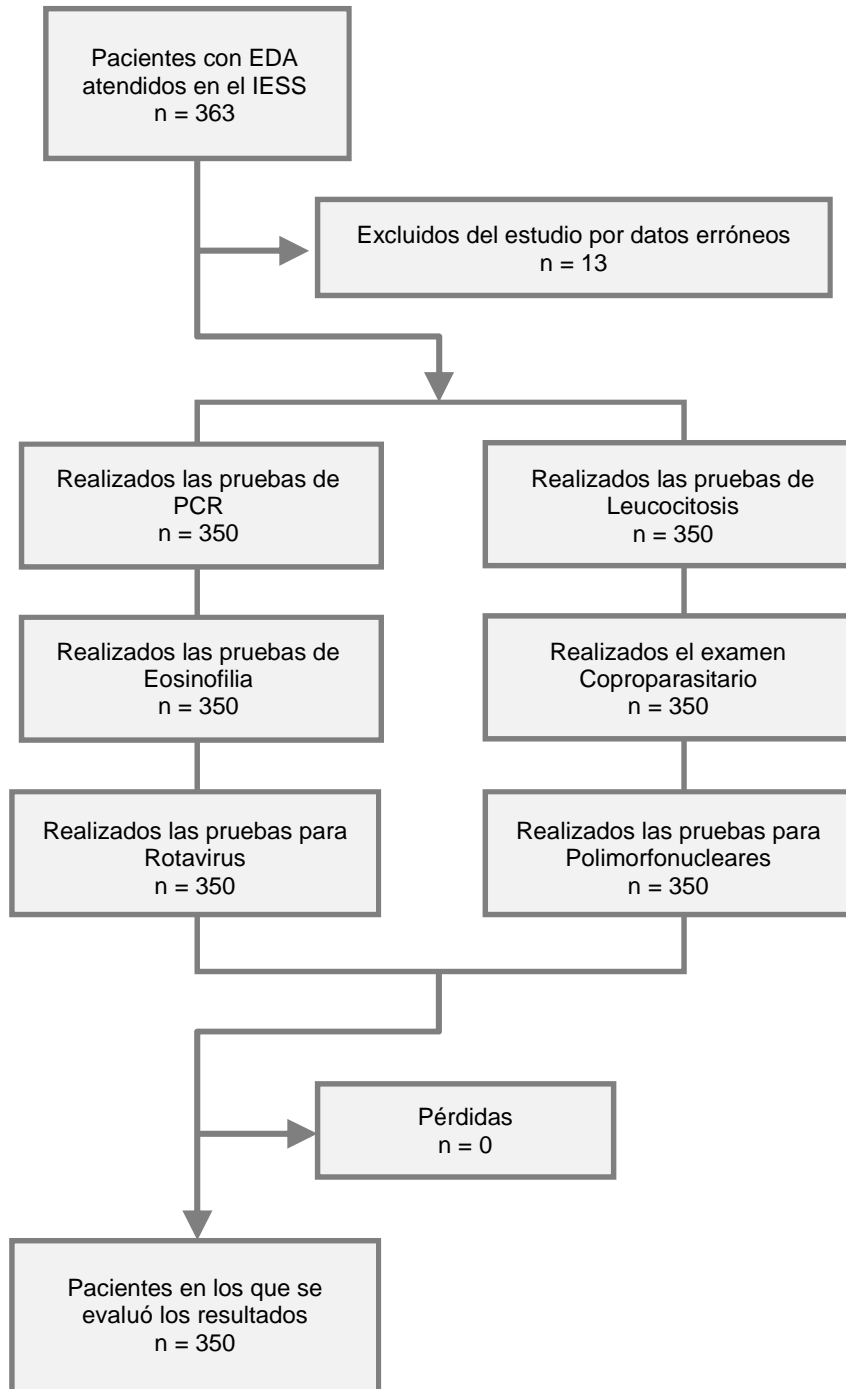 Pacientes con EDA
atendidos en el IESS
n = 363
Excluidos del estudio por datos erróneos
n = 13
Realizados las pruebas de
PCR
n = 350
Realizados las pruebas de
Leucocitosis
n = 350
Realizados las pruebas de
Eosinofilia
n = 350
Realizados el examen
Coproparasitario
n = 350
Realizados las pruebas para
Rotavirus
n = 350
Realizados las pruebas para
Polimorfonucleares
n = 350
Pérdidas
n = 0
Pacientes en los que se
evaluó los resultados
n = 350